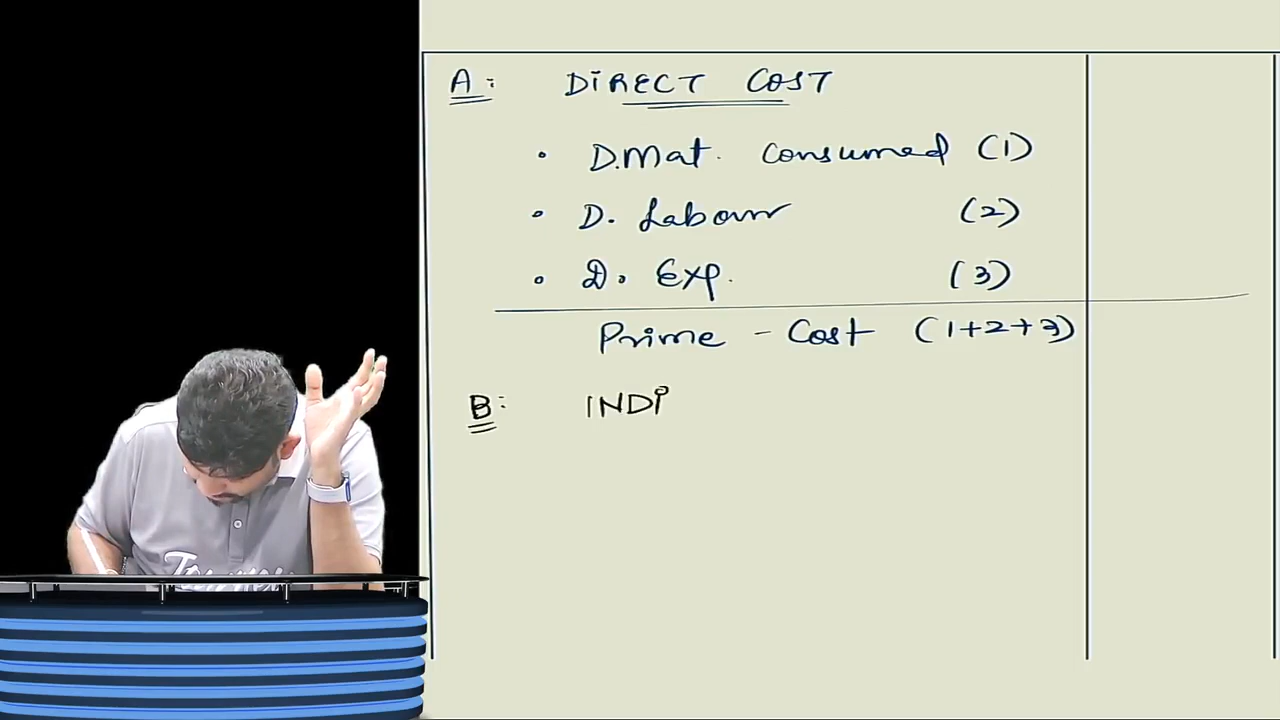 A: DiRECT COST
• D.Mat. Consumed (1)
• D. Labour (2)
• D. Exp. (3)
Prime - Cost (1+2+3)
B: INDi